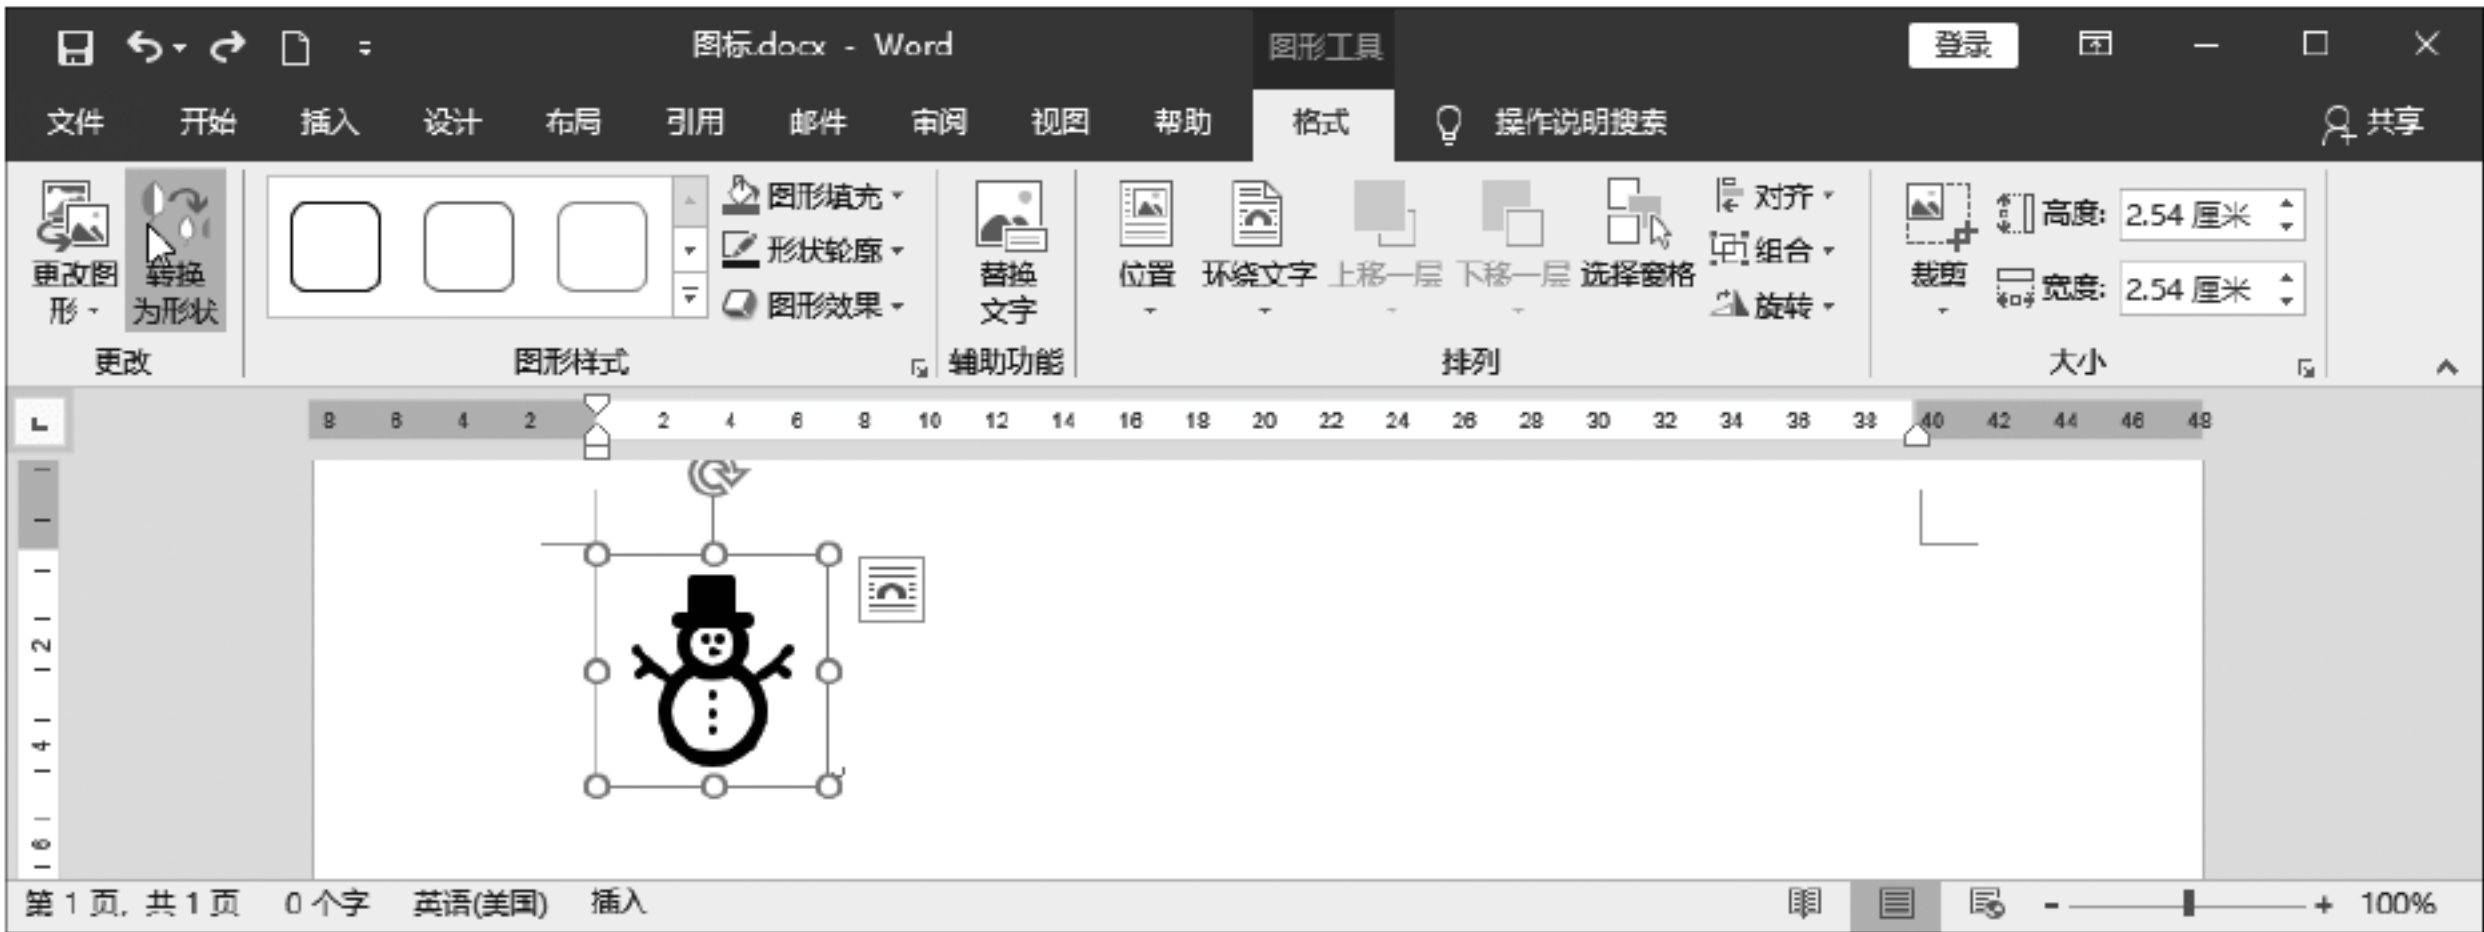 图标.docx - Word
图形工具
登录
文件 开始 插入 设计 布局 引用 邮件 审阅 视图 帮助 格式 操作说明搜索 共享
更改图形
转换为形状
更改
图形填充
形状轮廓
图形效果
图形样式
替换文字
辅助功能
位置
环绕文字
上移一层
下移一层
选择窗格
对齐
组合
旋转
排列
裁剪
高度: 2.54 厘米
宽度: 2.54 厘米
大小
8 6 4 2 2 4 6 8 10 12 14 16 18 20 22 24 26 28 30 32 34 36 38 40 42 44 46 48
2
4
6
第 1 页, 共 1 页 0 个字 英语(美国) 插入 100%